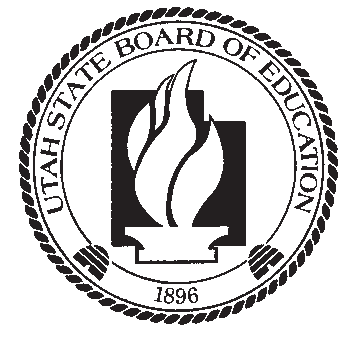 UTAH STATE BOARD OF EDUCATION
1896